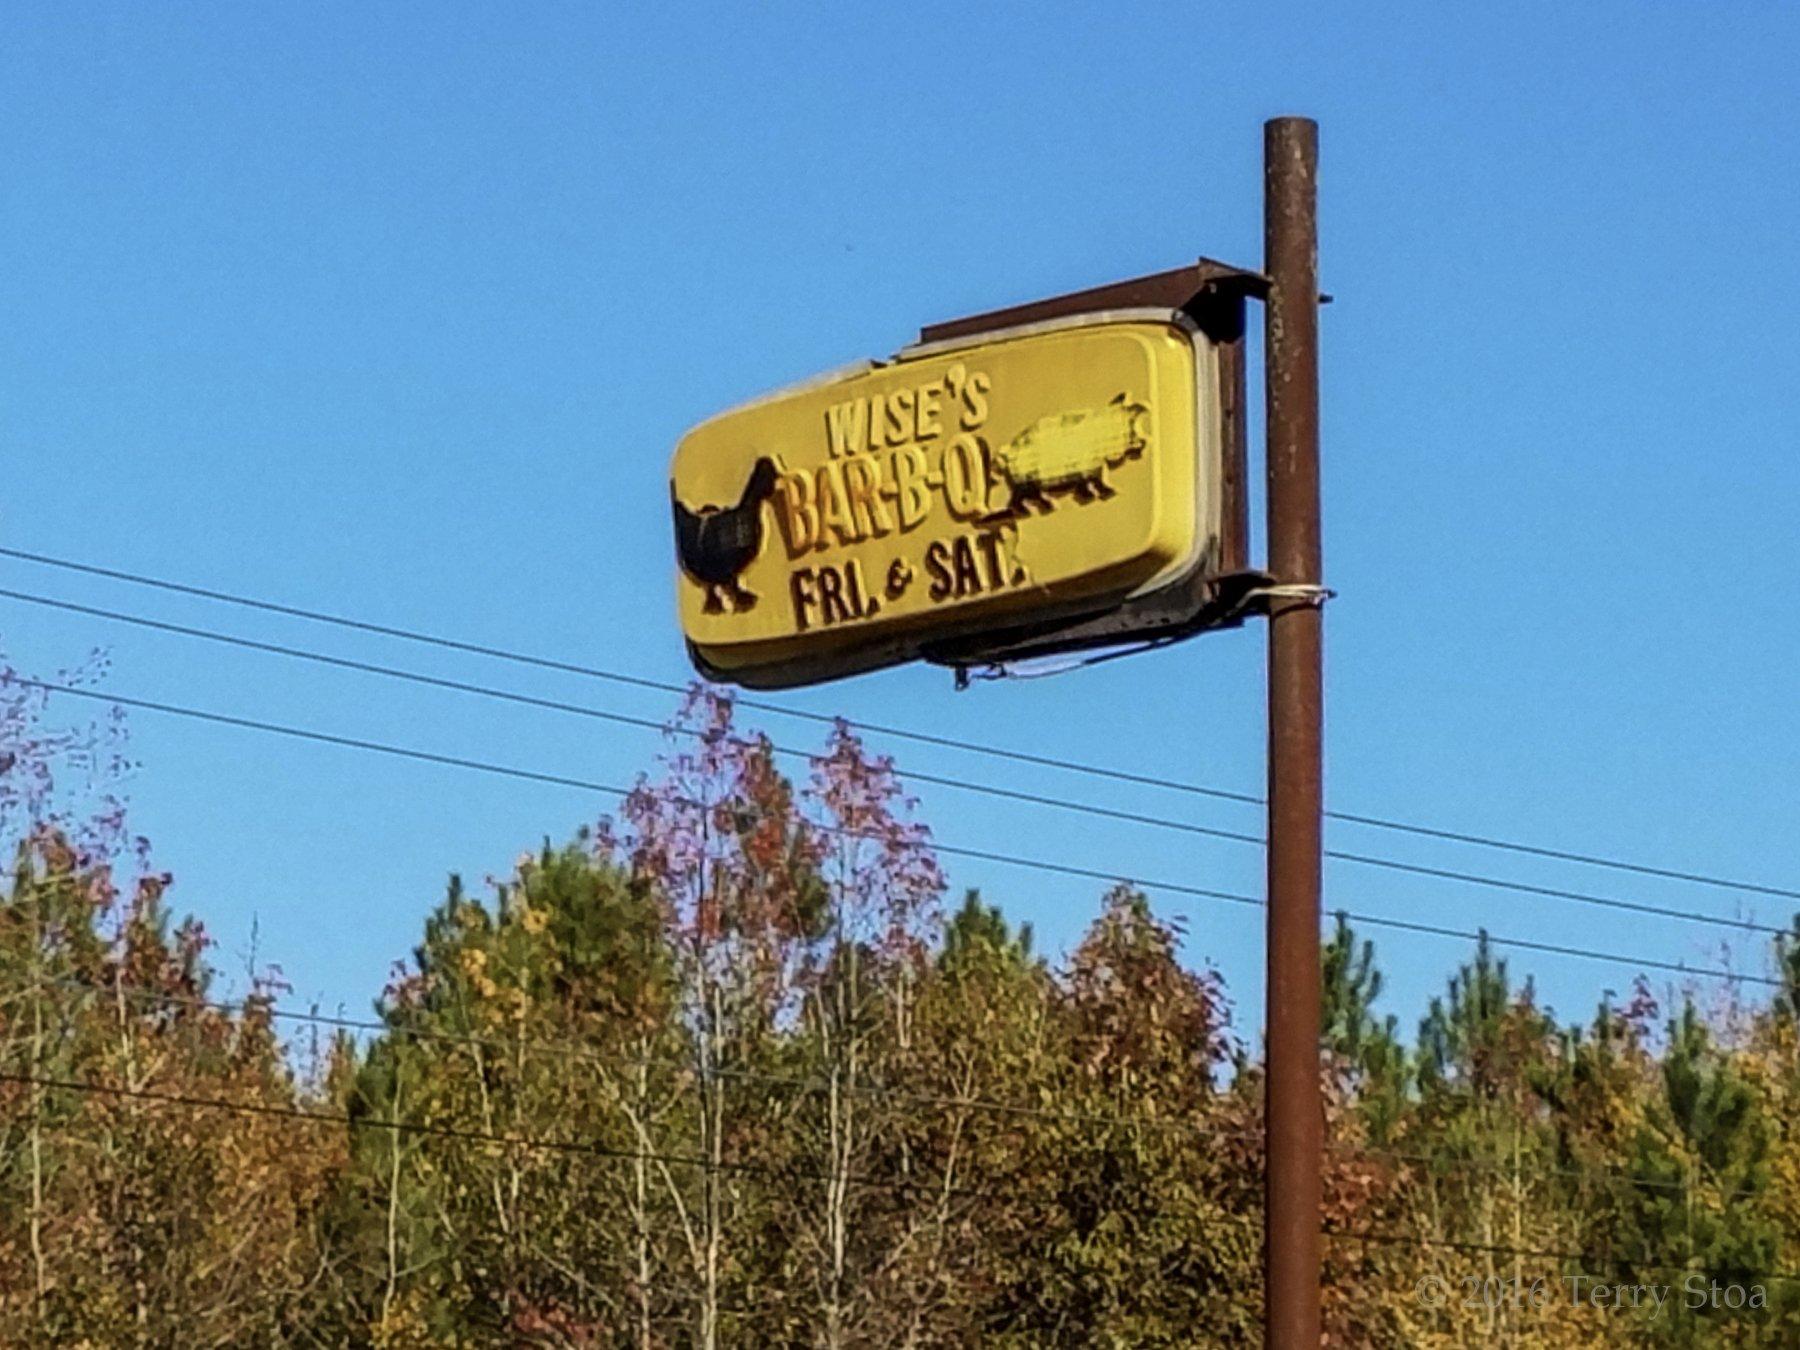 WISE'S
BAR-B-Q
FRI. & SAT.
© 2016 Terry Stoa